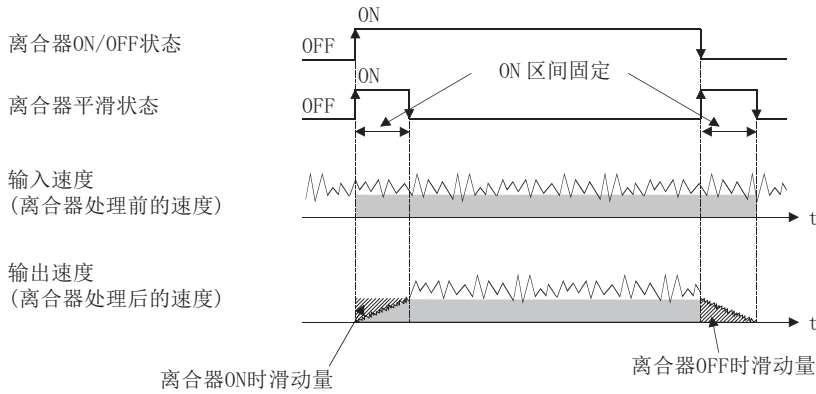 ON
离合器ON/OFF状态
OFF
ON
ON 区间固定
离合器平滑状态
OFF
输入速度
(离合器处理前的速度)
t
输出速度
(离合器处理后的速度)
t
离合器ON时滑动量
离合器OFF时滑动量